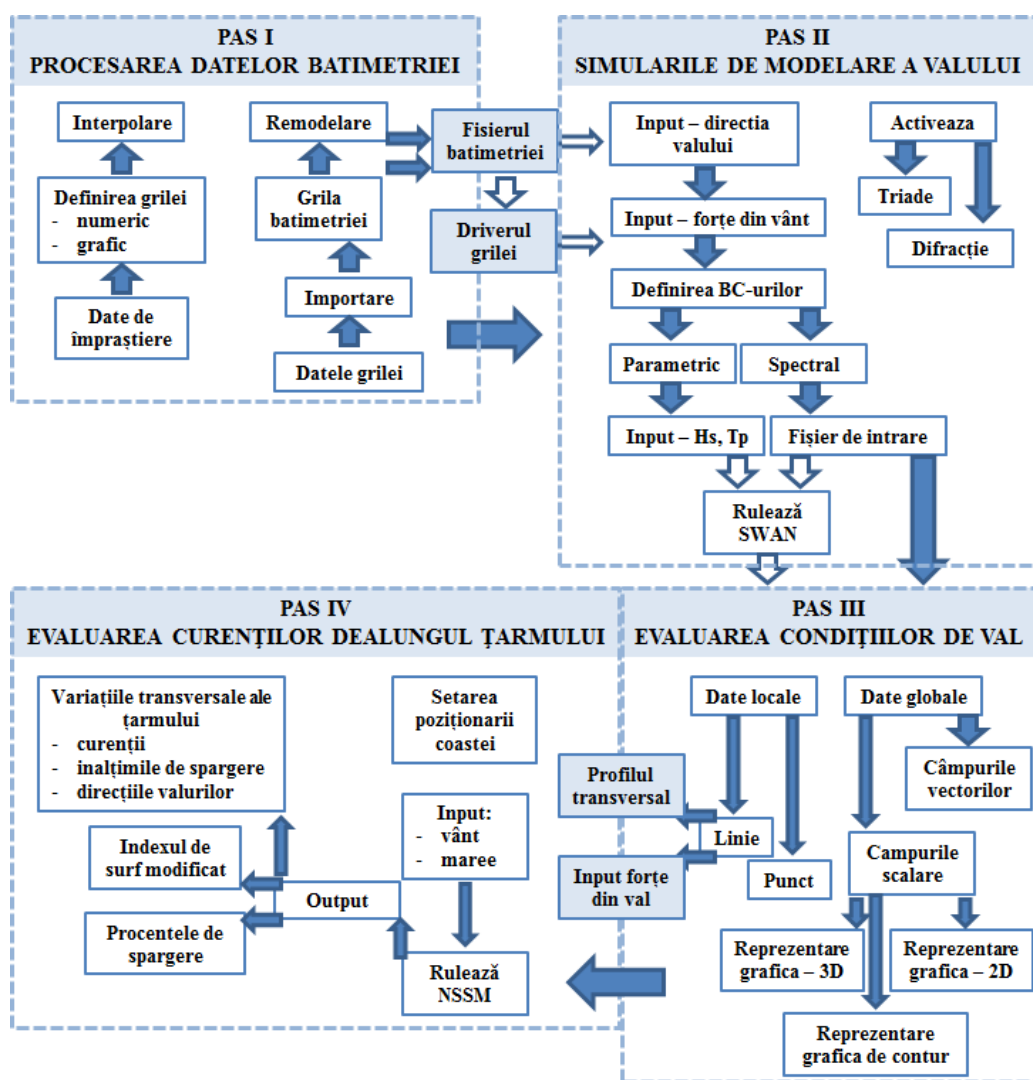 PAS I
PROCESAREA DATELOR BATIMETRIEI
Interpolare
Definirea grilei
- numeric
- grafic
Date de
împraștiere
Remodelare
Grila
batimetriei
Importare
Datele grilei
Fisierul
batimetriei
Driverul
grilei
PAS II
SIMULARILE DE MODELARE A VALULUI
Input – directia
valului
Input – forțe din vânt
Definirea BC-urilor
Parametric
Spectral
Input – Hs, Tp
Fișier de intrare
Rulează
SWAN
Activeaza
Triade
Difracție
PAS IV
EVALUAREA CURENȚILOR DEALUNGUL ȚARMULUI
Variațiile transversale ale
țarmului
- curenții
- inalțimile de spargere
- direcțiile valurilor
Setarea
poziționarii
coastei
Input:
- vânt
- maree
Indexul de
surf modificat
Output
Procentele de
spargere
Rulează
NSSM
PAS III
EVALUAREA CONDIȚIILOR DE VAL
Date locale
Date globale
Profilul
transversal
Câmpurile
vectorilor
Linie
Input forțe
din val
Punct
Campurile
scalare
Reprezentare
grafica – 3D
Reprezentare
grafica – 2D
Reprezentare
grafica de contur